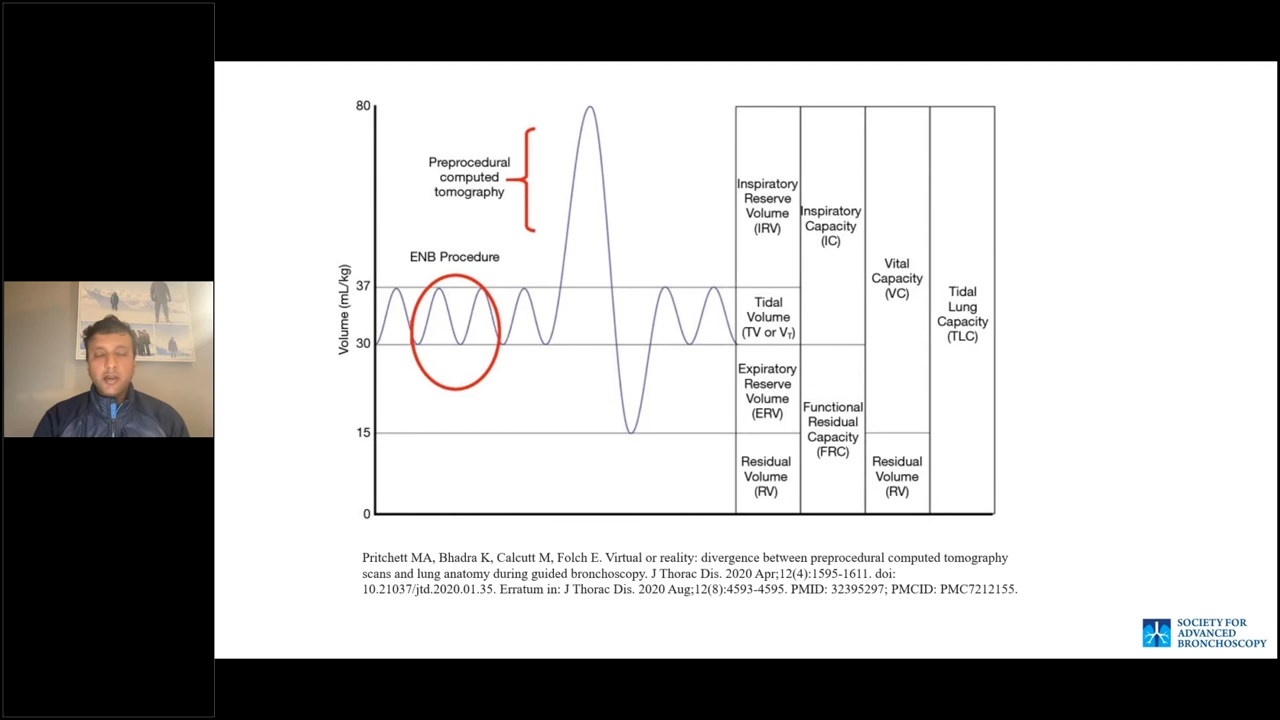 80
Preprocedural
computed
tomography
ENB Procedure
37
30
15
0
Volume (mL/kg)
Inspiratory
Reserve
Volume
(IRV)
Tidal
Volume
(TV or VT)
Expiratory
Reserve
Volume
(ERV)
Residual
Volume
(RV)
Inspiratory
Capacity
(IC)
Functional
Residual
Capacity
(FRC)
Vital
Capacity
(VC)
Residual
Volume
(RV)
Tidal
Lung
Capacity
(TLC)
Pritchett MA, Bhadra K, Calcutt M, Folch E. Virtual or reality: divergence between preprocedural computed tomography
scans and lung anatomy during guided bronchoscopy. J Thorac Dis. 2020 Apr;12(4):1595-1611. doi:
10.21037/jtd.2020.01.35. Erratum in: J Thorac Dis. 2020 Aug;12(8):4593-4595. PMID: 32395297; PMCID: PMC7212155.
SOCIETY FOR
ADVANCED
BRONCHOSCOPY